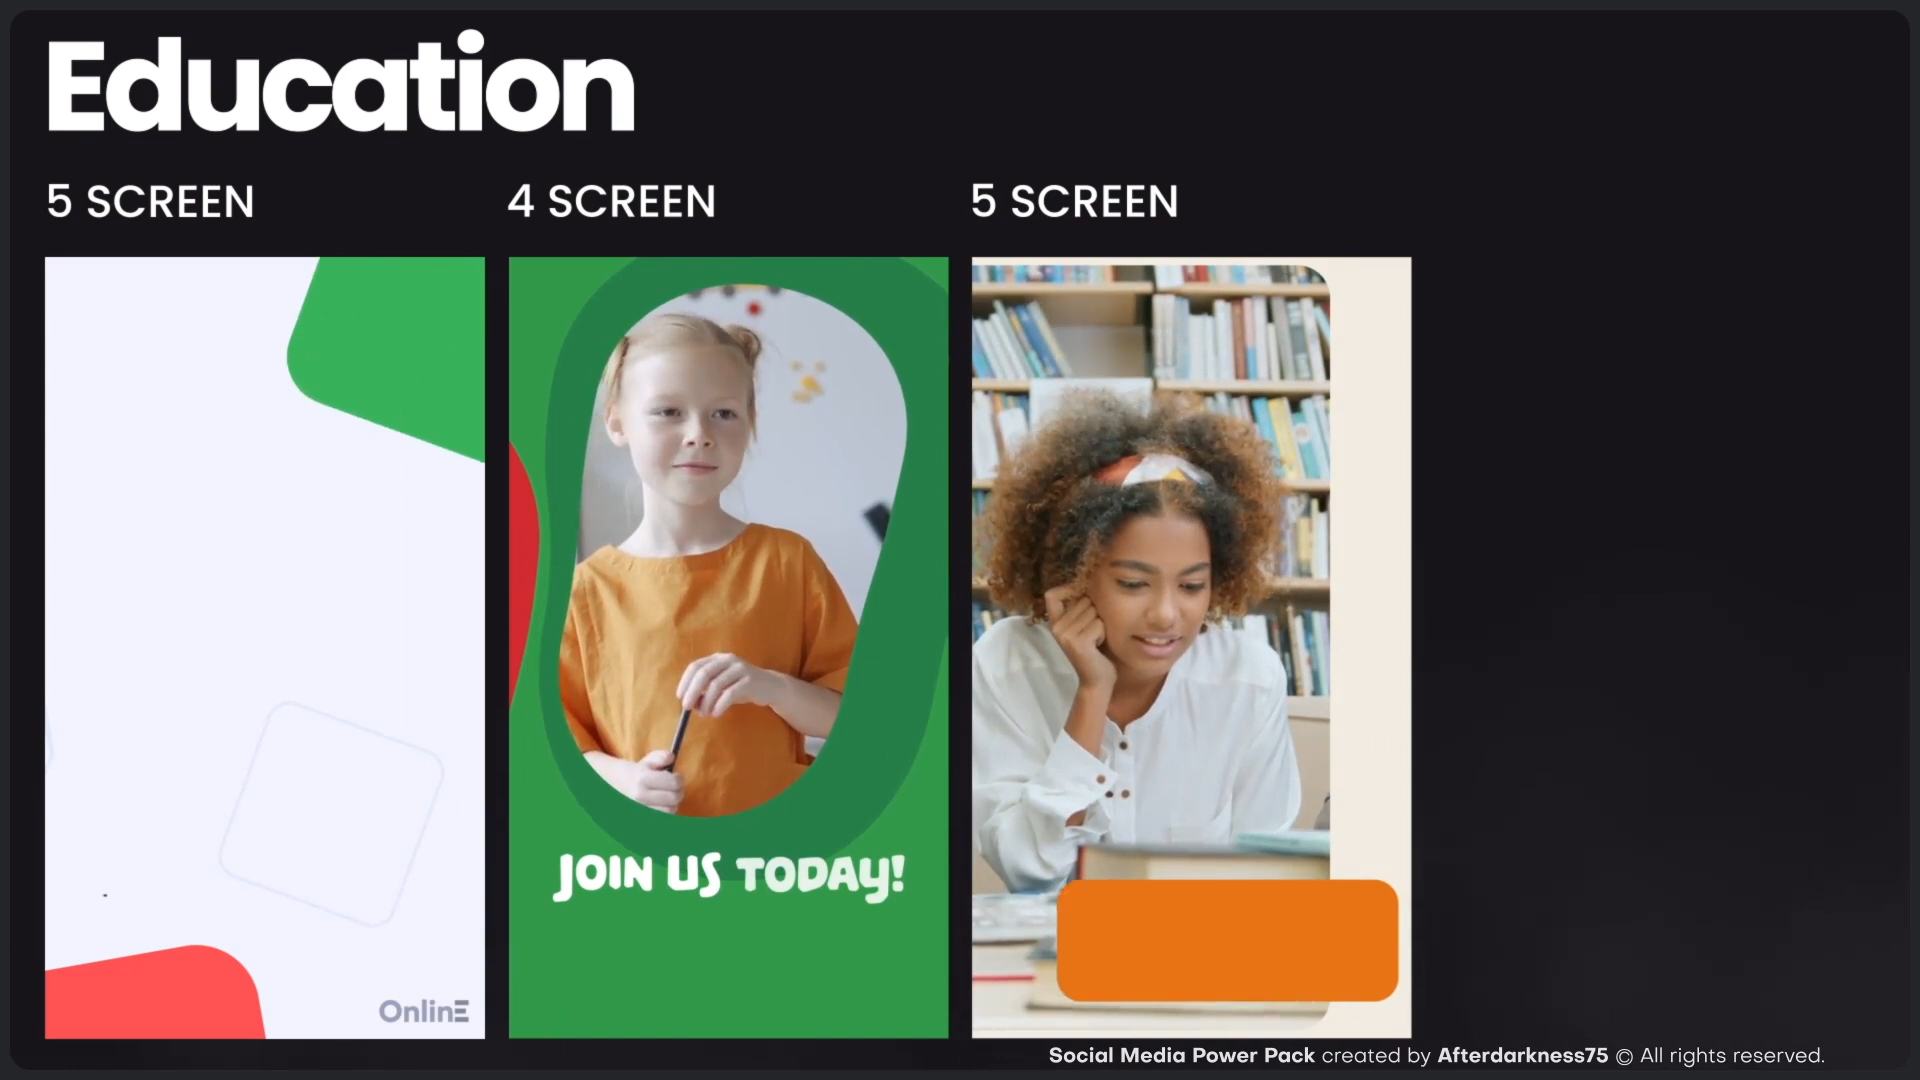 Education
5 SCREEN
4 SCREEN
5 SCREEN
JOIN US TODAY!
OnlinE
Social Media Power Pack created by Afterdarkness75 © All rights reserved.